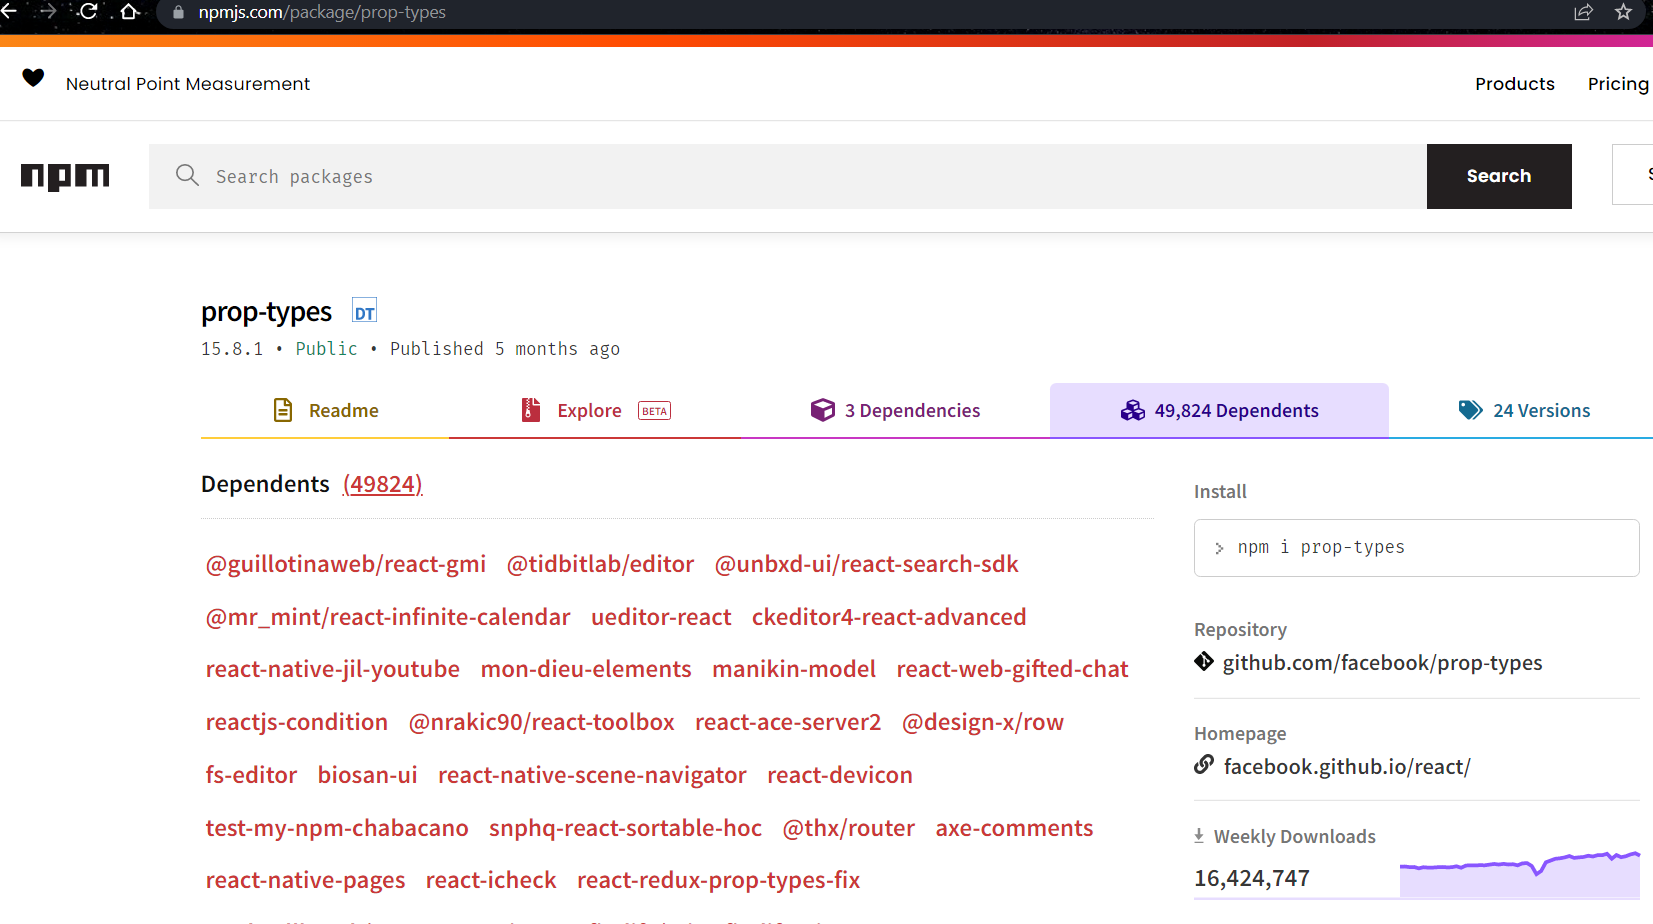 npmjs.com/package/prop-types
Neutral Point Measurement
Products Pricing
npm
Search packages
Search
prop-types DT
15.8.1 • Public • Published 5 months ago
Readme
Explore BETA
3 Dependencies
49,824 Dependents
24 Versions
Dependents (49824)
@guillotinaweb/react-gmi @tidbitlab/editor @unbxd-ui/react-search-sdk
@mr_mint/react-infinite-calendar ueditor-react ckeditor4-react-advanced
react-native-jil-youtube mon-dieu-elements manikin-model react-web-gifted-chat
reactjs-condition @nrakic90/react-toolbox react-ace-server2 @design-x/row
fs-editor biosan-ui react-native-scene-navigator react-devicon
test-my-npm-chabacano snphq-react-sortable-hoc @thx/router axe-comments
react-native-pages react-icheck react-redux-prop-types-fix
Install
> npm i prop-types
Repository
github.com/facebook/prop-types
Homepage
facebook.github.io/react/
Weekly Downloads
16,424,747